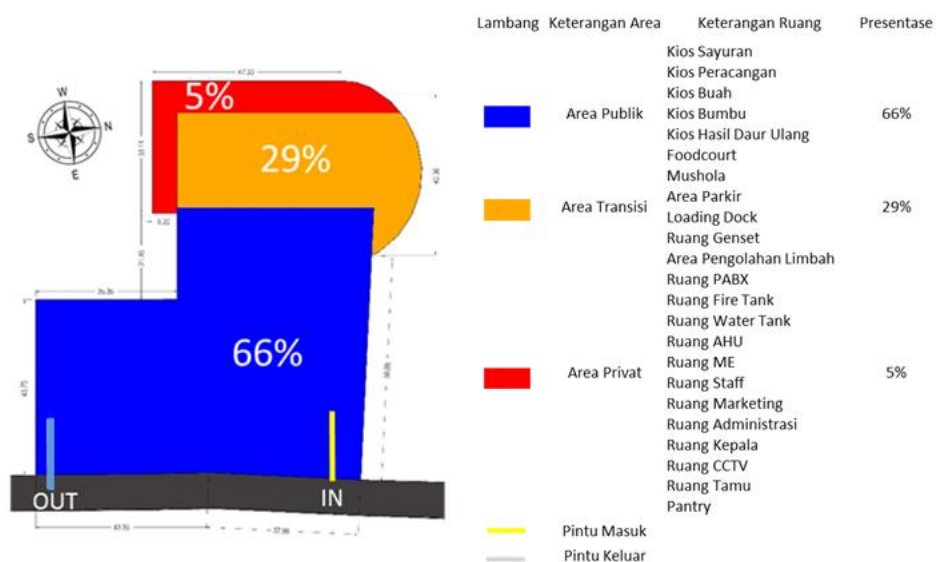 Lambang Keterangan Area Keterangan Ruang Presentase
Kios Sayuran
Kios Peracangan
Kios Buah
Area Publik Kios Bumbu 66%
Kios Hasil Daur Ulang
Foodcourt
Mushola
Area Parkir
Area Transisi Loading Dock 29%
Ruang Genset
Area Pengolahan Limbah
Ruang PABX
Ruang Fire Tank
Ruang Water Tank
Ruang AHU
Ruang ME
Area Privat Ruang Staff 5%
Ruang Marketing
Ruang Administrasi
Ruang Kepala
Ruang CCTV
Ruang Tamu
Pantry
Pintu Masuk
Pintu Keluar
5%
W
S N
E
29%
66%
OUT IN